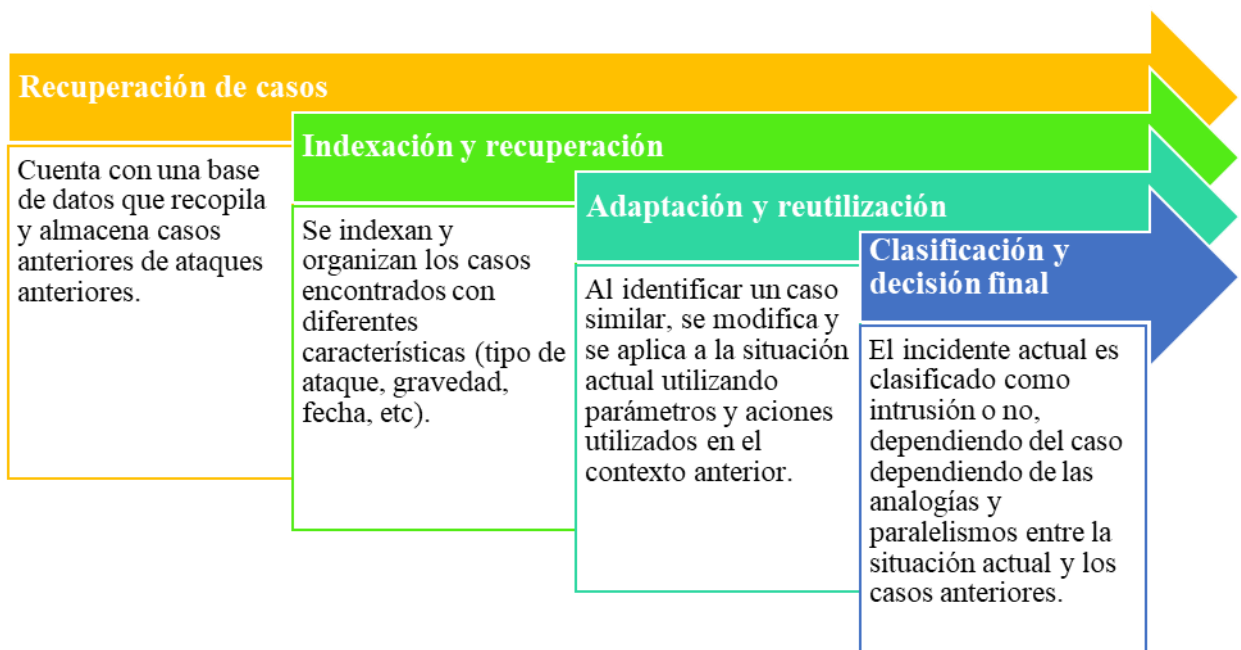 Recuperación de casos
Cuenta con una base
de datos que recopila
y almacena casos
anteriores de ataques
anteriores.
Indexación y recuperación
Se indexan y
organizan los casos
encontrados con
diferentes
características (tipo de
ataque, gravedad,
fecha, etc).
Adaptación y reutilización
Al identificar un caso
similar, se modifica y
se aplica a la situación
actual utilizando
parámetros y aciones
utilizados en el
contexto anterior.
Clasificación y
decisión final
El incidente actual es
clasificado como
intrusión o no,
dependiendo del caso
dependiendo de las
analogías y
paralelismos entre la
situación actual y los
casos anteriores.